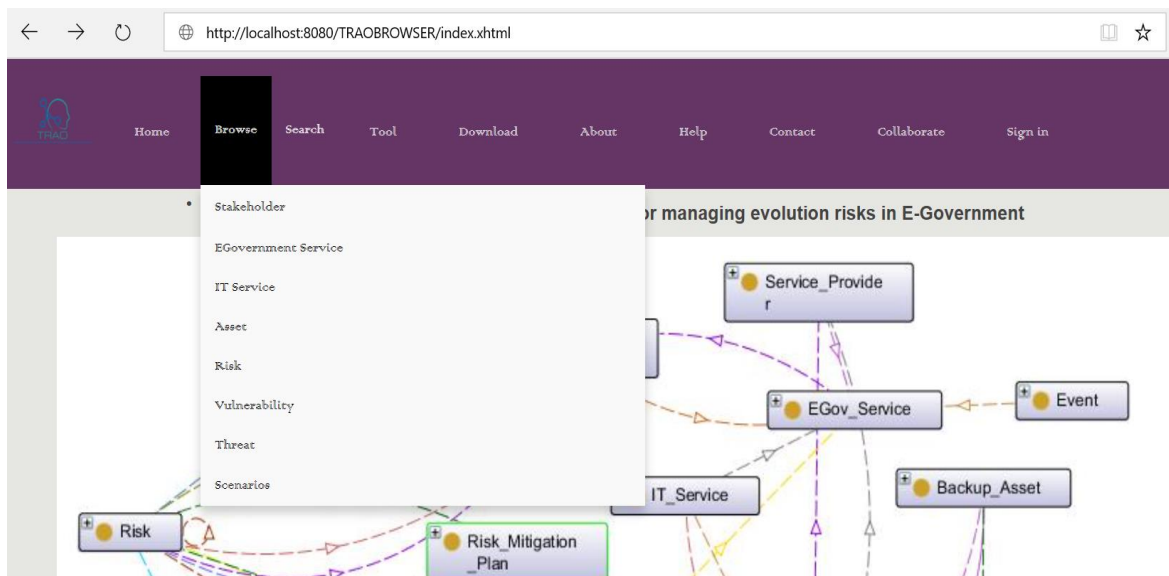 http://localhost:8080/TRAOBROWSER/index.xhtml
TRAO
Home Browse Search Tool Download About Help Contact Collaborate Sign in
Stakeholder
EGovernment Service
IT Service
Asset
Risk
Vulnerability
Threat
Scenarios
for managing evolution risks in E-Government
Service_Provide
r
EGov_Service
Event
IT_Service
Backup_Asset
Risk
Risk_Mitigation
_Plan